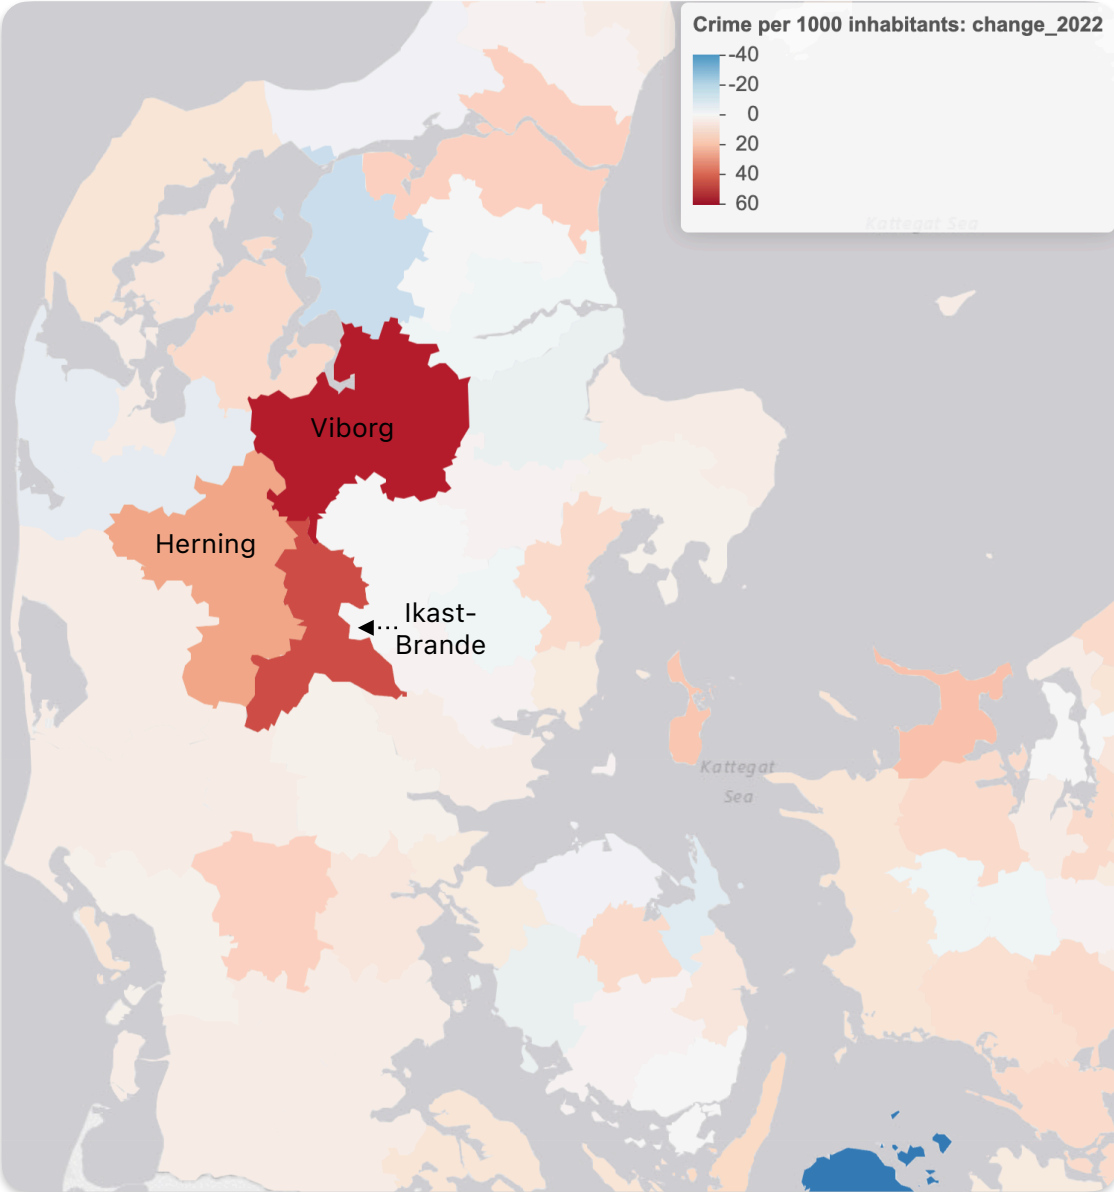 Crime per 1000 inhabitants: change_2022
-40
-20
0
20
40
60
Kattegat Sea
Viborg
Herning
Ikast-
Brande
Kattegat
Sea